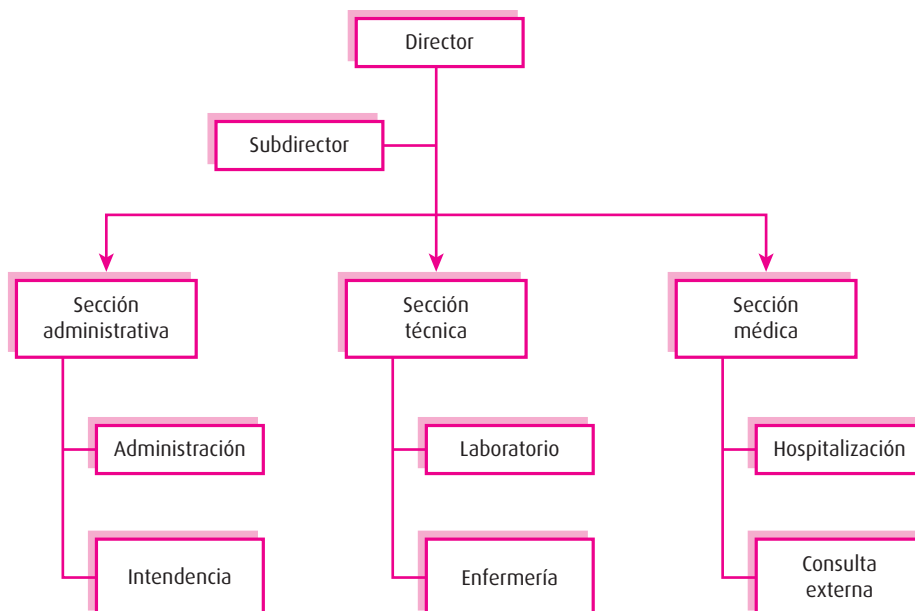 Director
Subdirector
Sección
administrativa
Sección
técnica
Sección
médica
Administración
Laboratorio
Hospitalización
Intendencia
Enfermería
Consulta
externa